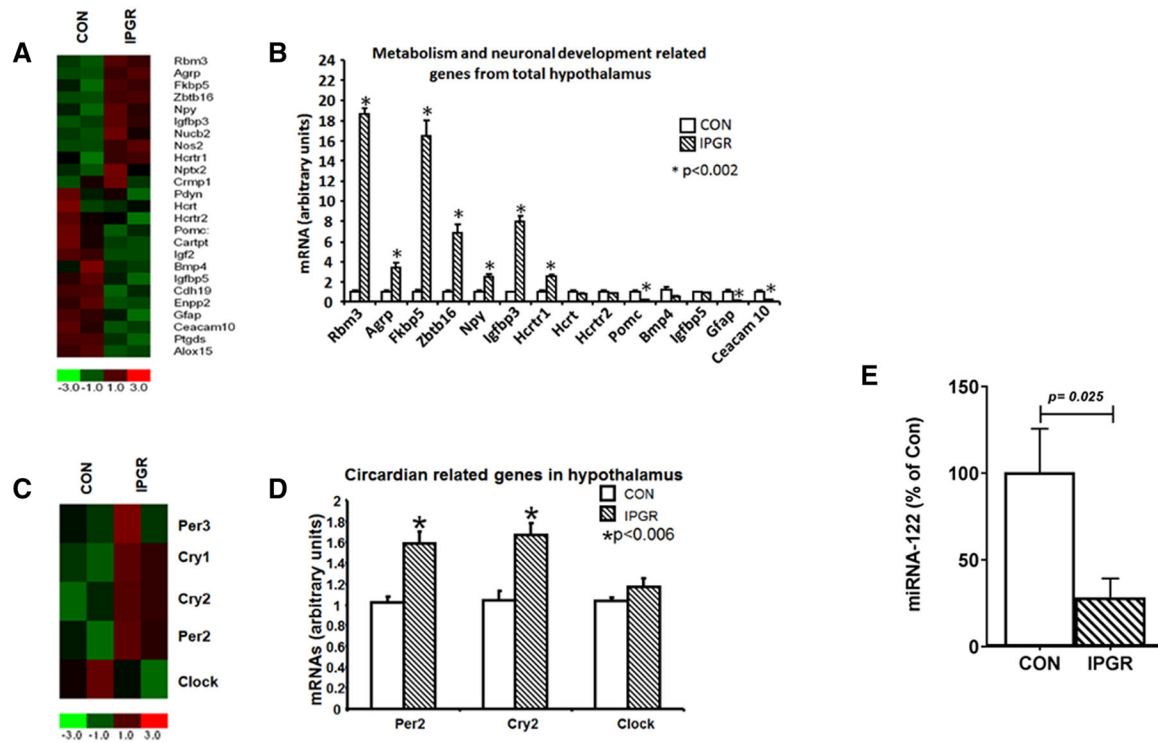 A
CON
IPGR
Rbm3
Agrp
Fkbp5
Zbtb16
Npy
Igfbp3
Nucb2
Nos2
Hcrtr1
Nptx2
Crmp1
Pdyn
Hcrt
Hcrtr2
Pomc:
Cartpt
Igf2
Bmp4
Igfbp5
Cdh19
Enpp2
Gfap
Ceacam10
Ptgds
Alox15
-3.0 -1.0 1.0 3.0
B
Metabolism and neuronal development related
genes from total hypothalamus
mRNA (arbitrary units)
24
22
20
18
16
14
12
10
8
6
4
2
0
CON
IPGR
* p<0.002
* * * * * * * * * *
Rbm3 Agrp Fkbp5 Zbtb16 Npy Igfbp3 Hcrtr1 Hcrt Hcrtr2 Pomc Bmp4 Igfbp5 Gfap Ceacam 10
C
CON
IPGR
Per3
Cry1
Cry2
Per2
Clock
-3.0 -1.0 1.0 3.0
D
Circardian related genes in hypothalamus
mRNAs (arbitrary units)
2
1.8
1.6
1.4
1.2
1
0.8
0.6
0.4
0.2
0
CON
IPGR
*p<0.006
* *
Per2 Cry2 Clock
E
miRNA-122 (% of Con)
150
100
50
0
p= 0.025
CON IPGR